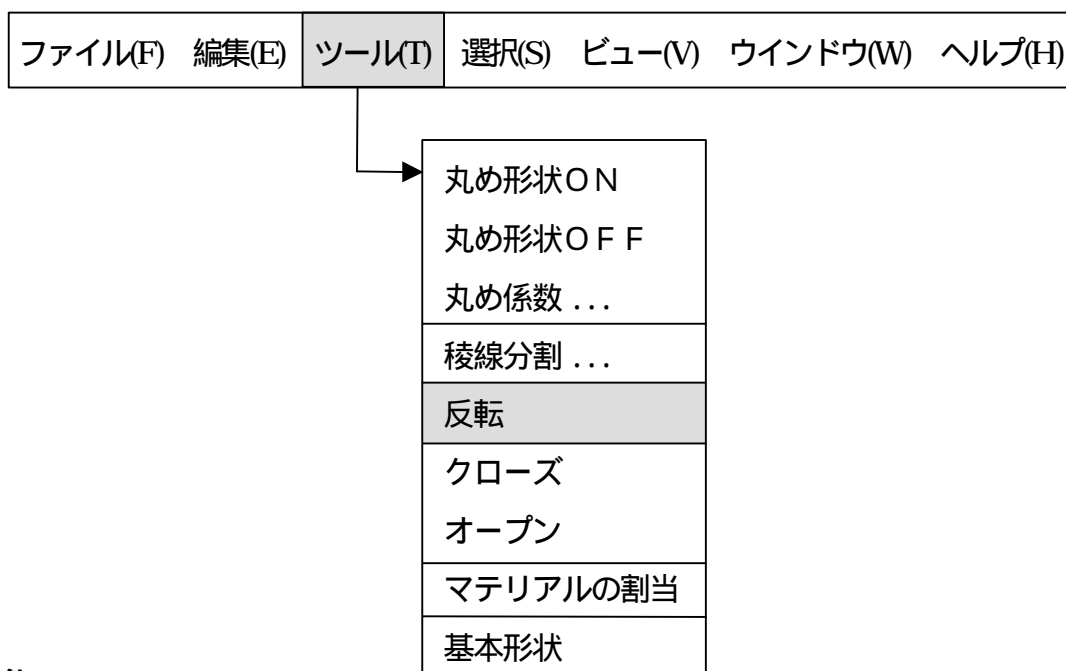 ファイル(F) 編集(E) ツール(T) 選択(S) ビュー(V) ウインドウ(W) ヘルプ(H)
丸め形状ＯＮ
丸め形状ＯＦＦ
丸め係数 ...
稜線分割 ...
反転
クローズ
オープン
マテリアルの割当
基本形状